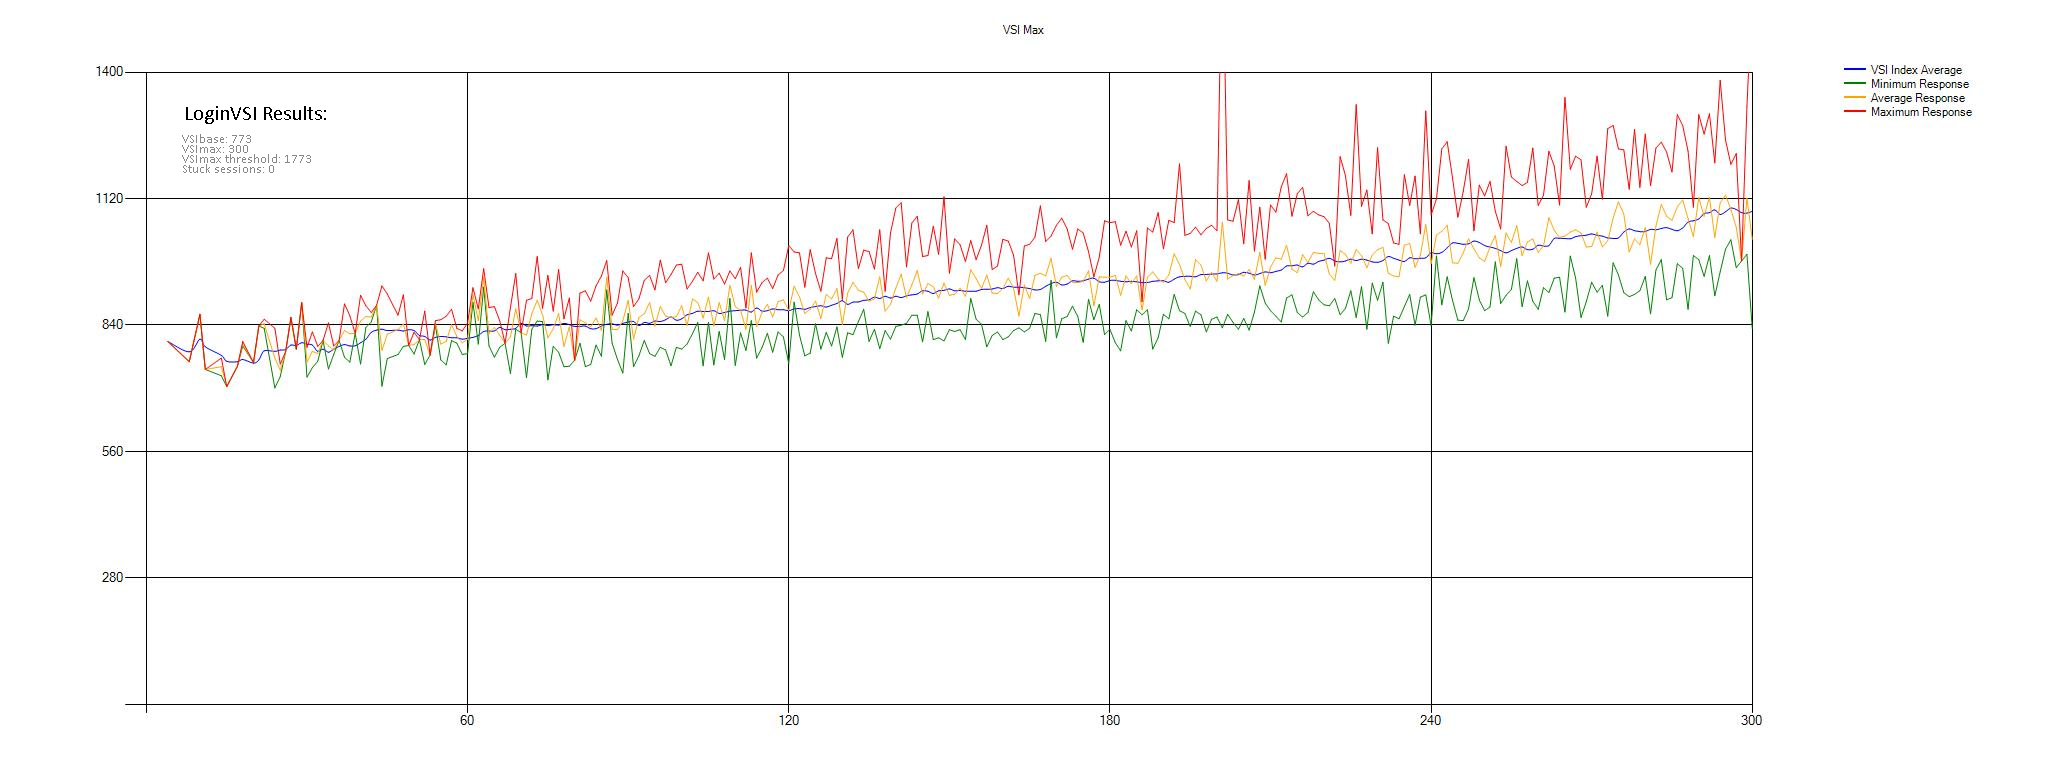 VSI Max
1400
1120
840
560
280
60
120
180
240
300
LoginVSI Results:
VSIbase: 773
VSImax: 300
VSImax threshold: 1773
Stuck sessions: 0
VSI Index Average
Minimum Response
Average Response
Maximum Response